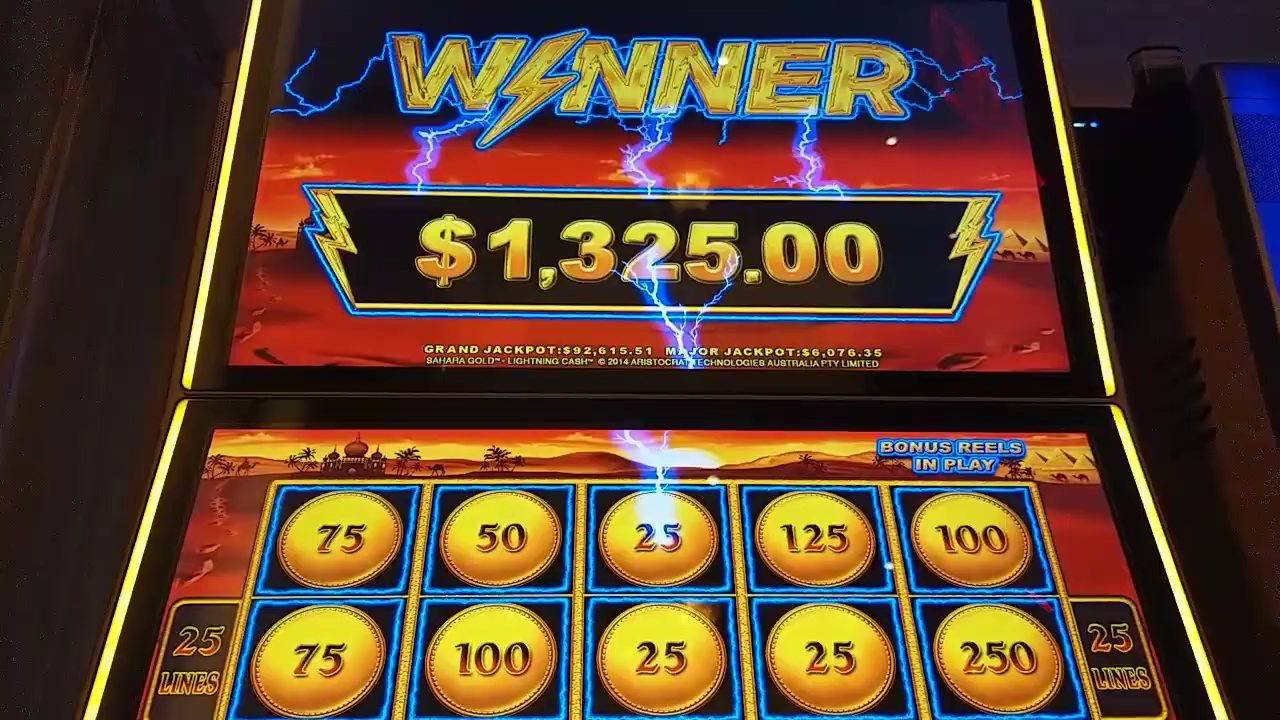 WINNER
$1,325.00
GRAND JACKPOT:$92,615.51 MAJOR JACKPOT:$6,076.35
SAHARA GOLD™ - LIGHTNING CASH™ © 2014 ARISTOCRAT TECHNOLOGIES AUSTRALIA PTY LIMITED
BONUS REELS
IN PLAY
75 50 25 125 100
25
LINES
75 100 25 25 250
25
LINES